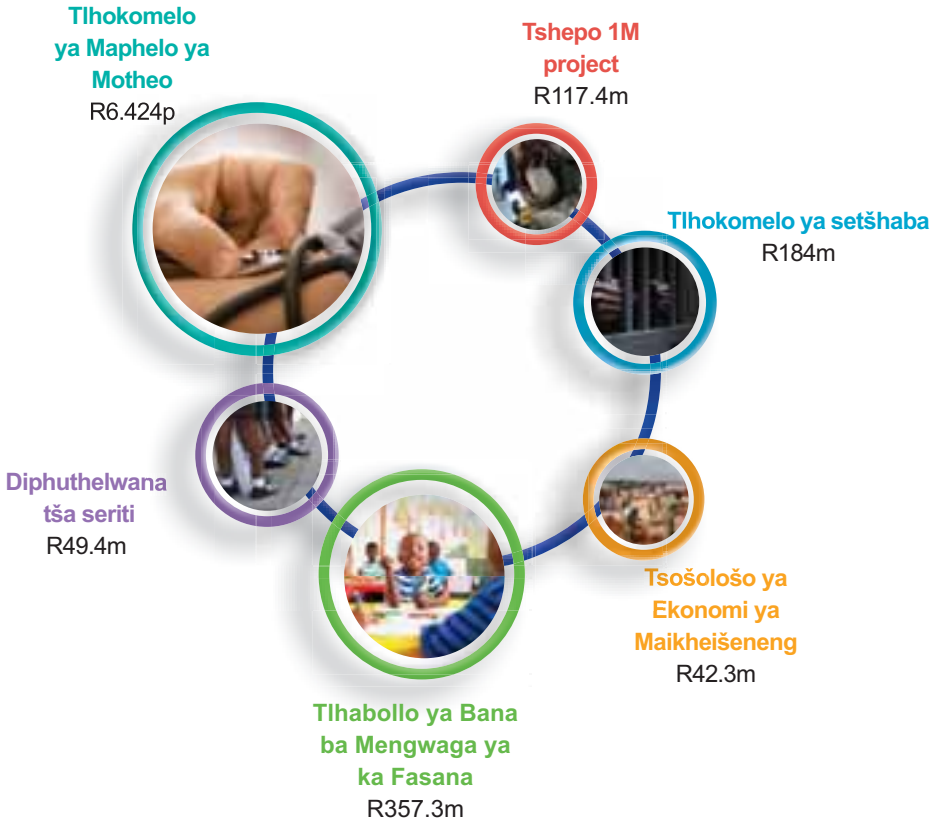 Tlhokomelo
ya Maphelo ya
Motheo
R6.424p
Tshepo 1M
project
R117.4m
Tlhokomelo ya setšhaba
R184m
Tsošološo ya
Ekonomi ya
Maikheišeneng
R42.3m
Tlhabollo ya Bana
ba Mengwaga ya
ka Fasana
R357.3m
Diphuthelwana
tša seriti
R49.4m